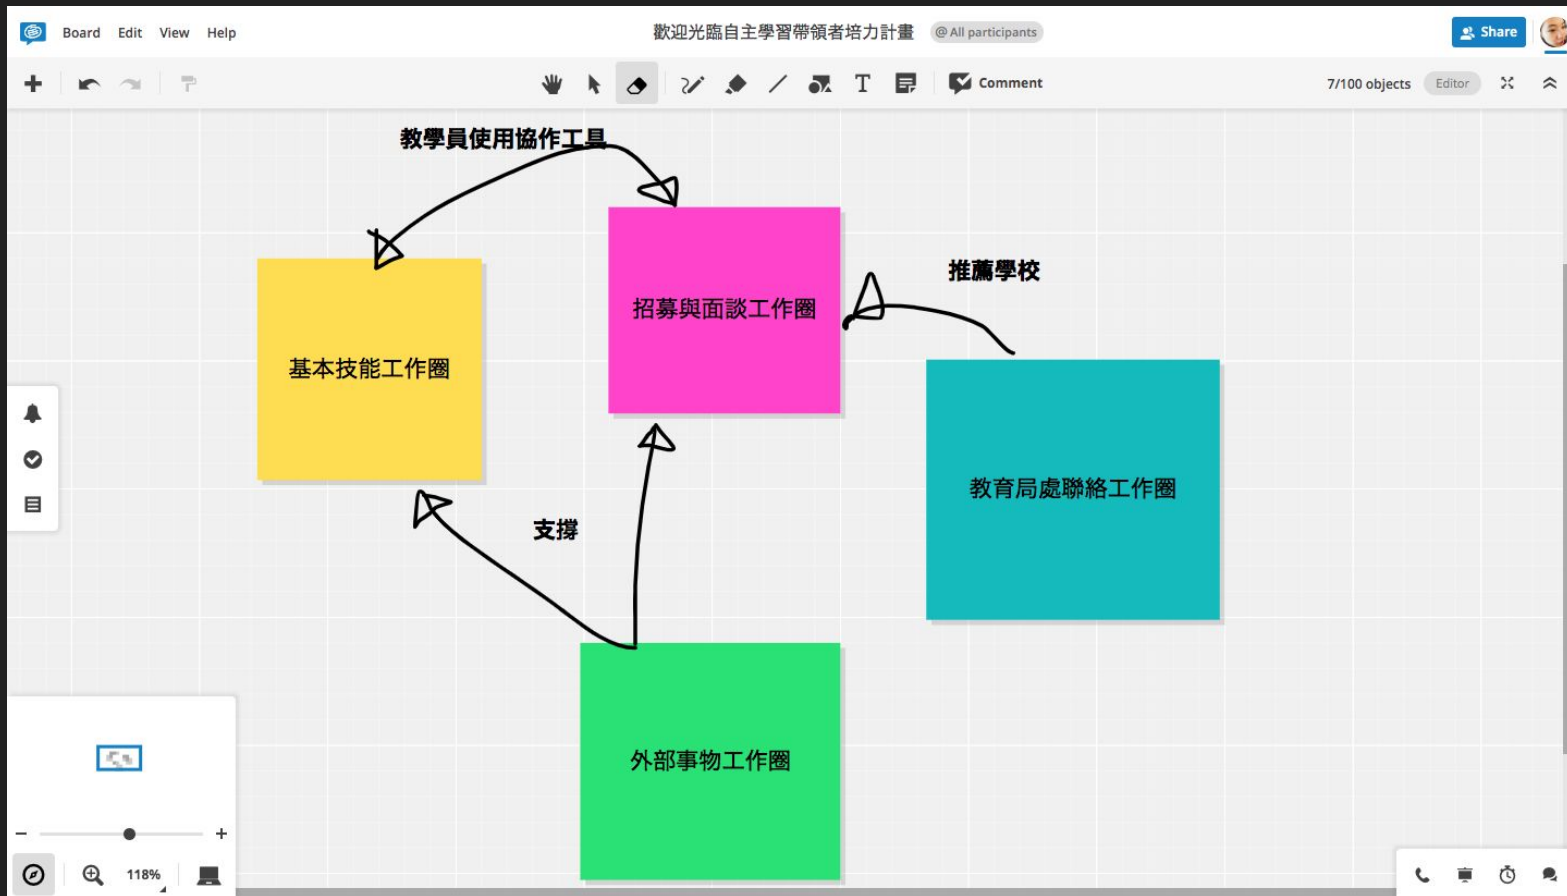 Board Edit View Help
歡迎光臨自主學習帶領者培力計畫 @ All participants
Share
Comment
7/100 objects Editor
教學員使用協作工具
推薦學校
招募與面談工作圈
基本技能工作圈
教育局處聯絡工作圈
支撐
外部事物工作圈
118%